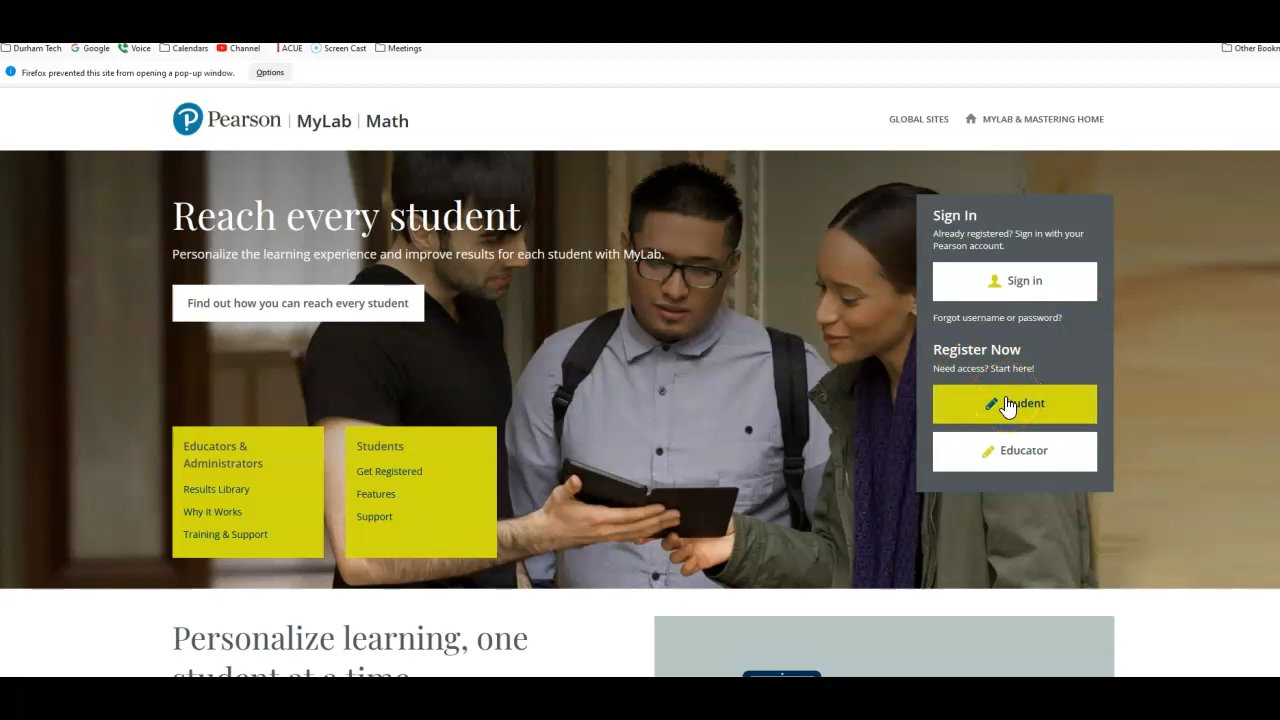 Durham Tech Google Voice Calendars Channel ACUE Screen Cast Meetings
Firefox prevented this site from opening a pop-up window. Options
Pearson | MyLab | Math
GLOBAL SITES MYLAB & MASTERING HOME
Reach every student
Personalize the learning experience and improve results for each student with MyLab.
Find out how you can reach every student
Educators &
Administrators
Results Library
Why It Works
Training & Support
Students
Get Registered
Features
Support
Sign In
Already registered? Sign in with your
Pearson account.
Sign in
Forgot username or password?
Register Now
Need access? Start here!
Educator
Personalize learning, one
student at a time